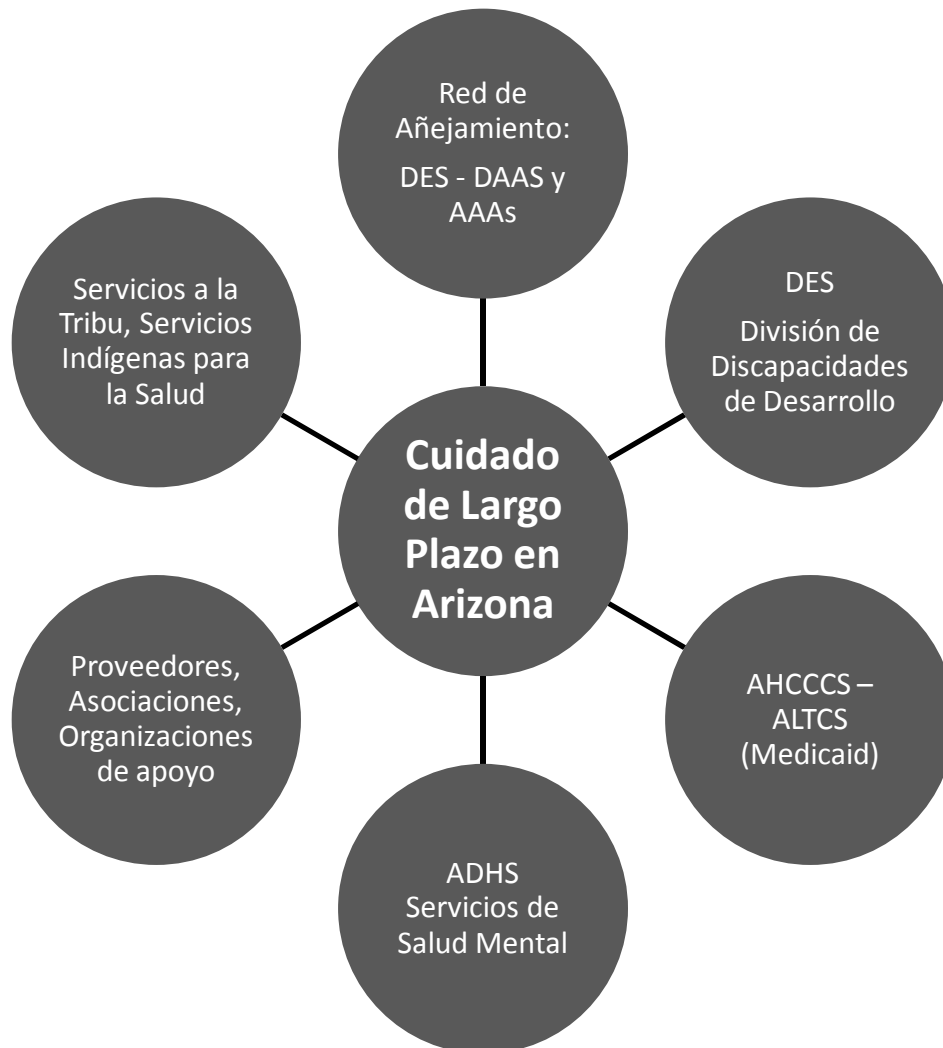 Red de
Añejamiento:
DES - DAAS y
AAAs
DES
División de
Discapacidades
de Desarrollo
AHCCCS –
ALTCS
(Medicaid)
ADHS
Servicios de
Salud Mental
Proveedores,
Asociaciones,
Organizaciones
de apoyo
Servicios a la
Tribu, Servicios
Indígenas para
la Salud
Cuidado
de Largo
Plazo en
Arizona